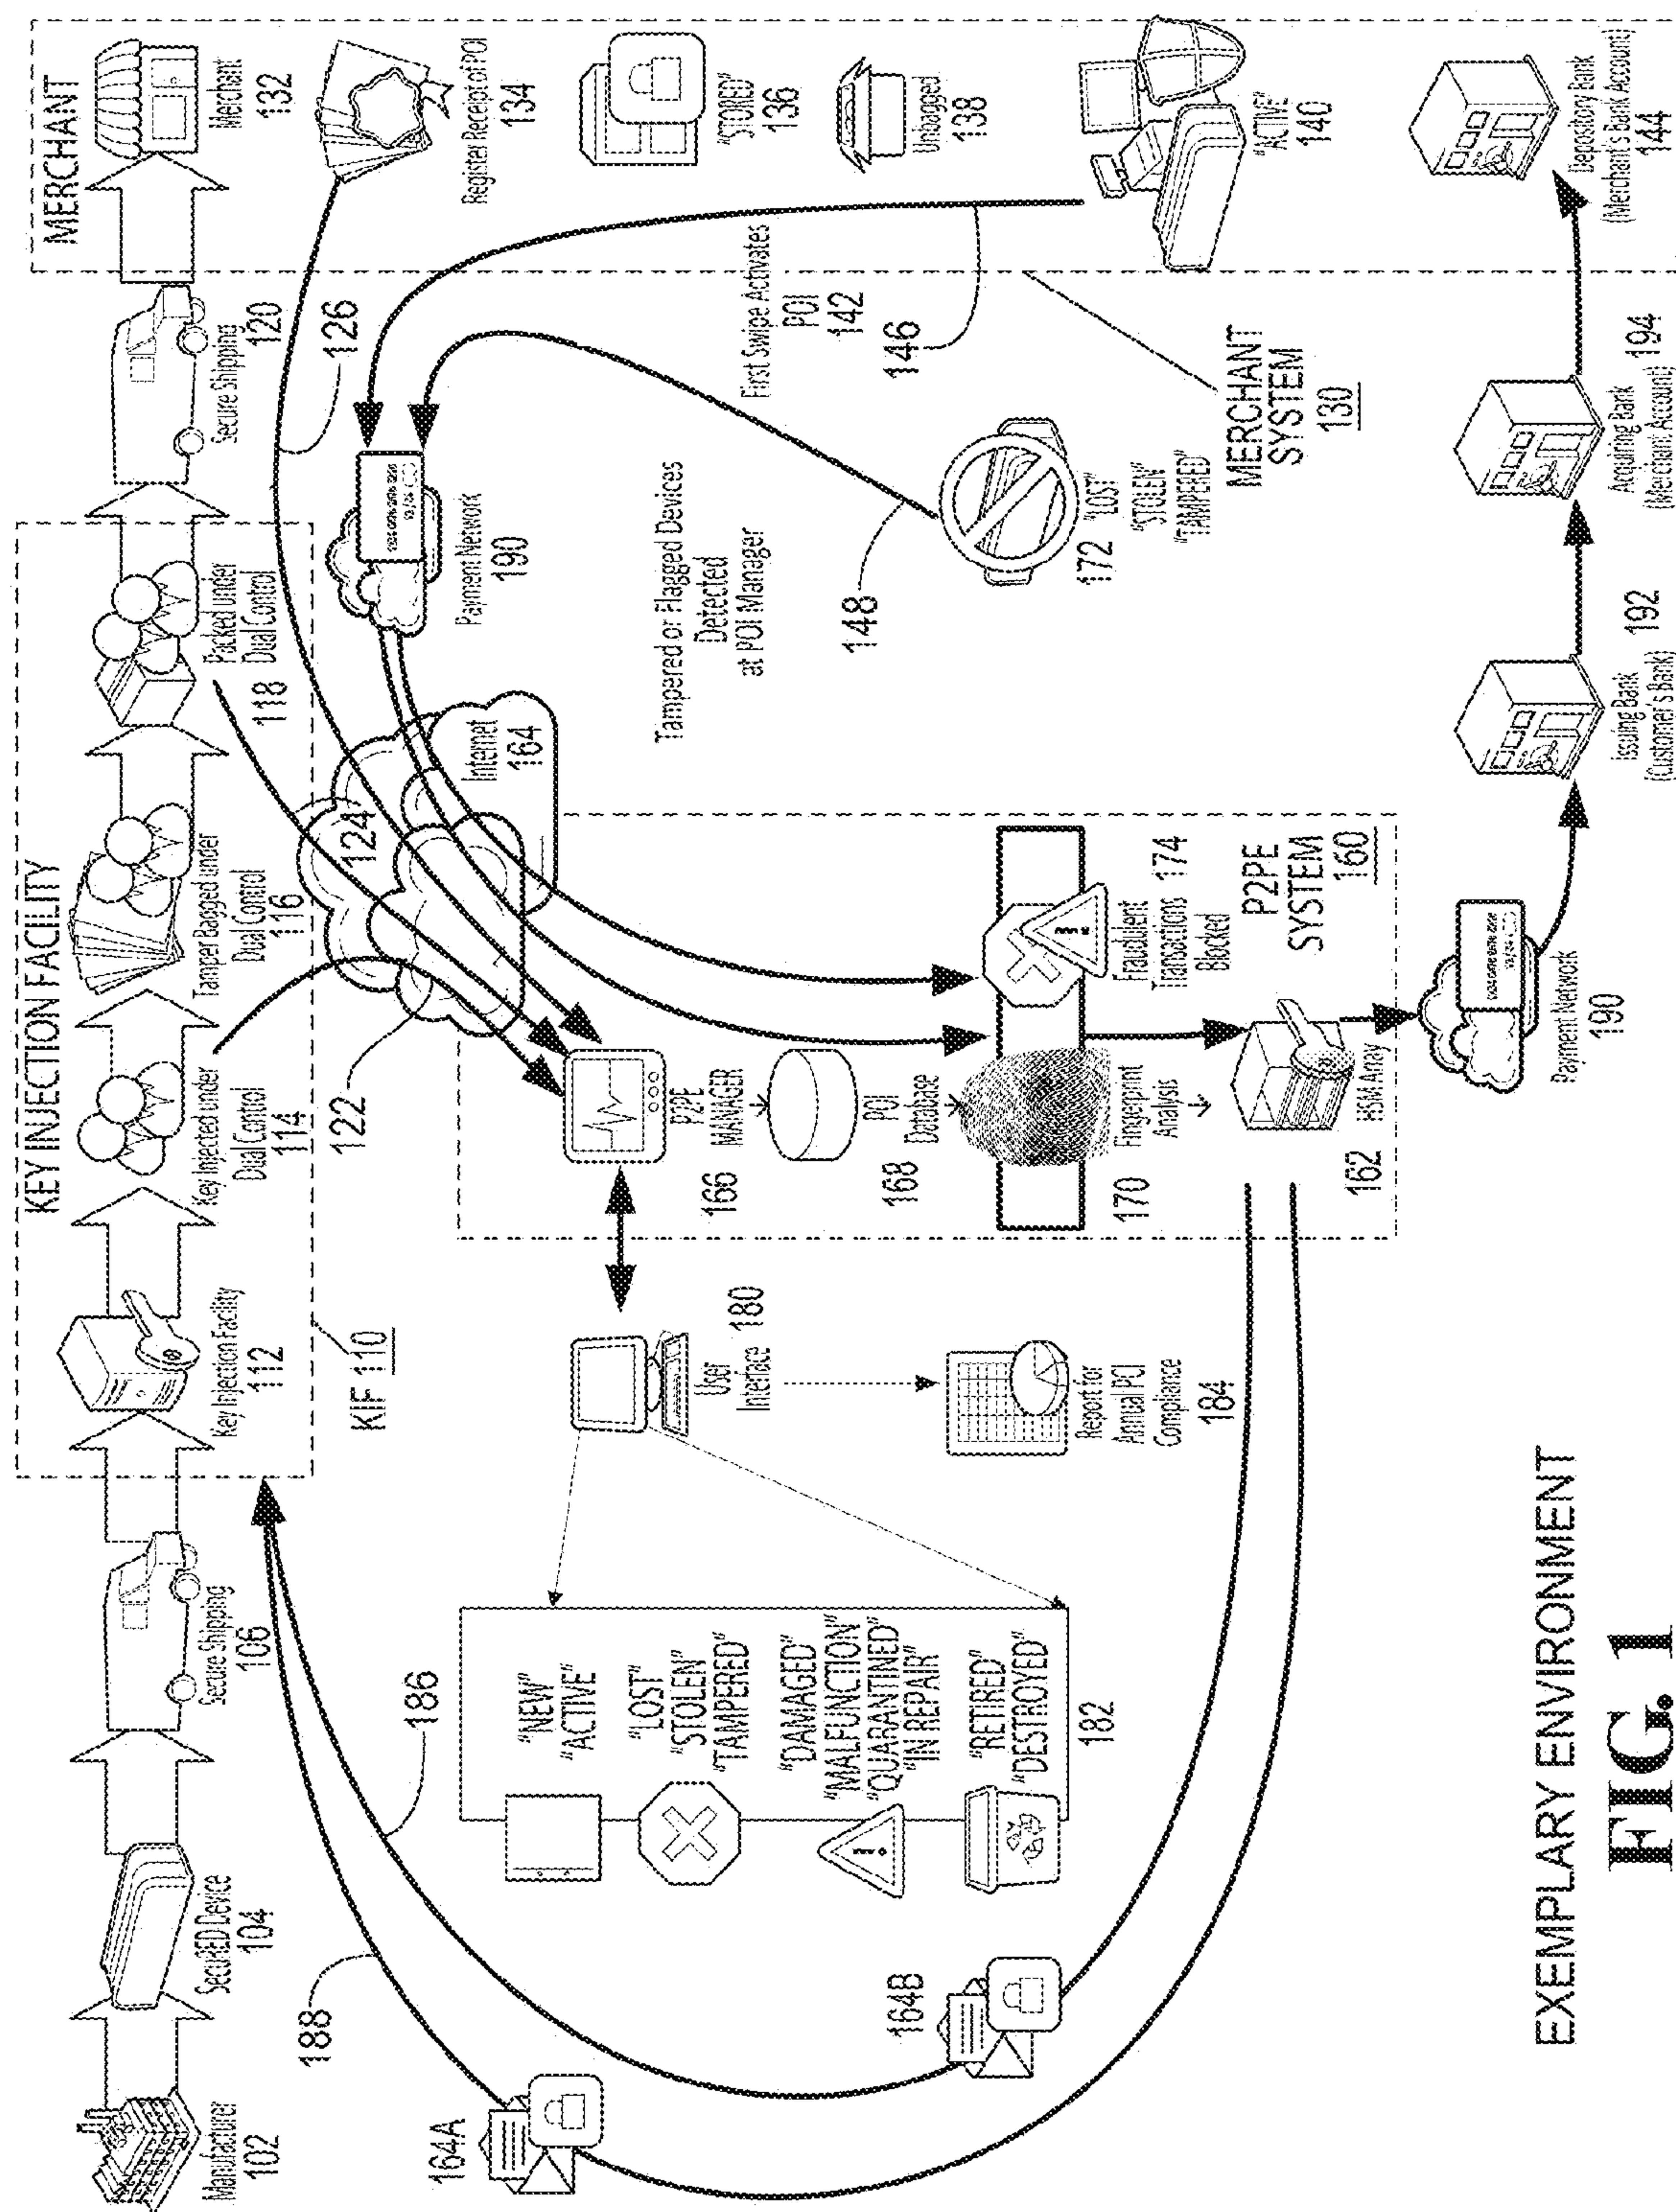 KEY INJECTION FACILITY
MERCHANT
Manufacturer
102
SecuRED Device
104
Secure Shipping
106
Key Injection Facility
112
Key Injected under
Dual Control
114
Tamper Bagged under
Dual Control
116
Packed under
Dual Control
118
Secure Shipping
120
Merchant
132
KIF 110
122
124
126
Register Receipt of POI
134
"STORED"
136
Unbagged
138
"ACTIVE"
140
First Swipe Activates
POI
142
146
148
Payment Network
190
Internet
164
Tampered or Flagged Devices
Detected
at POI Manager
172
"LOST"
"STOLEN"
"TAMPERED"
MERCHANT
SYSTEM
130
188
186
164A
164B
"NEW"
"ACTIVE"
"LOST"
"STOLEN"
"TAMPERED"
"DAMAGED"
"MALFUNCTION"
"QUARANTINED"
"IN REPAIR"
"RETIRED"
"DESTROYED"
182
User
Interface
180
Report for
Annual PCI
Compliance
184
P2PE
MANAGER
166
POI
Database
168
Fingerprint
Analysis
170
Fraudulent
Transactions 174
Blocked
P2PE
SYSTEM
160
HSM Array
162
Payment Network
190
Issuing Bank
(Customer's Bank)
192
Acquiring Bank
(Merchant Account)
194
Depository Bank
(Merchant's Bank Account)
144
EXEMPLARY ENVIRONMENT
FIG. 1